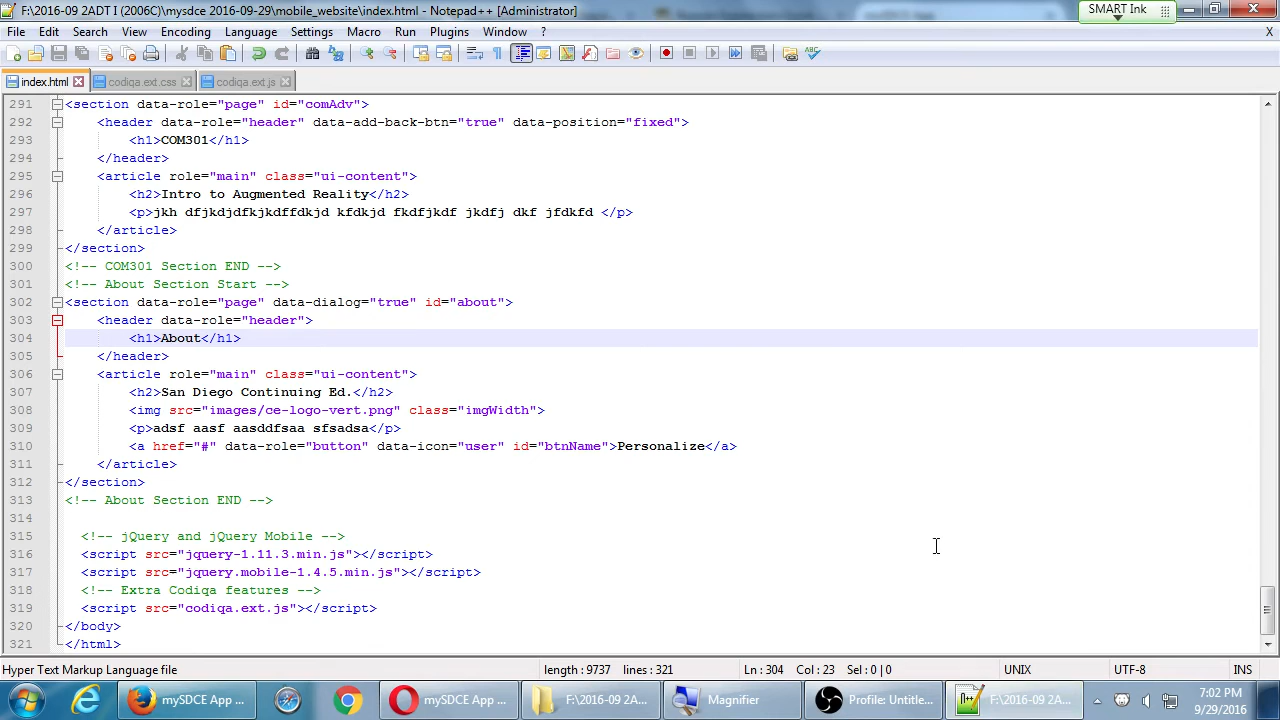 F:\2016-09 2ADT I (2006C)\mysdce 2016-09-29\mobile_website\index.html - Notepad++ [Administrator]
SMART Ink
File Edit Search View Encoding Language Settings Macro Run Plugins Window ? X
index.html codiqa.ext.css codiqa.ext.js
291 <section data-role="page" id="comAdv">
292 <header data-role="header" data-add-back-btn="true" data-position="fixed">
293 <h1>COM301</h1>
294 </header>
295 <article role="main" class="ui-content">
296 <h2>Intro to Augmented Reality</h2>
297 <p>jkh dfjkdjdfkjkdffdkjd kfdkjd fkdfjkdf jkdfj dkf jfdkfd </p>
298 </article>
299 </section>
300 <!-- COM301 Section END -->
301 <!-- About Section Start -->
302 <section data-role="page" data-dialog="true" id="about">
303 <header data-role="header">
304 <h1>About</h1>
305 </header>
306 <article role="main" class="ui-content">
307 <h2>San Diego Continuing Ed.</h2>
308 <img src="images/ce-logo-vert.png" class="imgWidth">
309 <p>adsf aasf aasddfsaa sfsadsa</p>
310 <a href="#" data-role="button" data-icon="user" id="btnName">Personalize</a>
311 </article>
312 </section>
313 <!-- About Section END -->
314
315 <!-- jQuery and jQuery Mobile -->
316 <script src="jquery-1.11.3.min.js"></script>
317 <script src="jquery.mobile-1.4.5.min.js"></script>
318 <!-- Extra Codiqa features -->
319 <script src="codiqa.ext.js"></script>
320 </body>
321 </html>
Hyper Text Markup Language file length : 9737 lines : 321 Ln : 304 Col : 23 Sel : 0 | 0 UNIX UTF-8 INS
mySDCE App ... mySDCE App ... F:\2016-09 2A... Magnifier Profile: Untitle... F:\2016-09 2A... 7:02 PM
9/29/2016